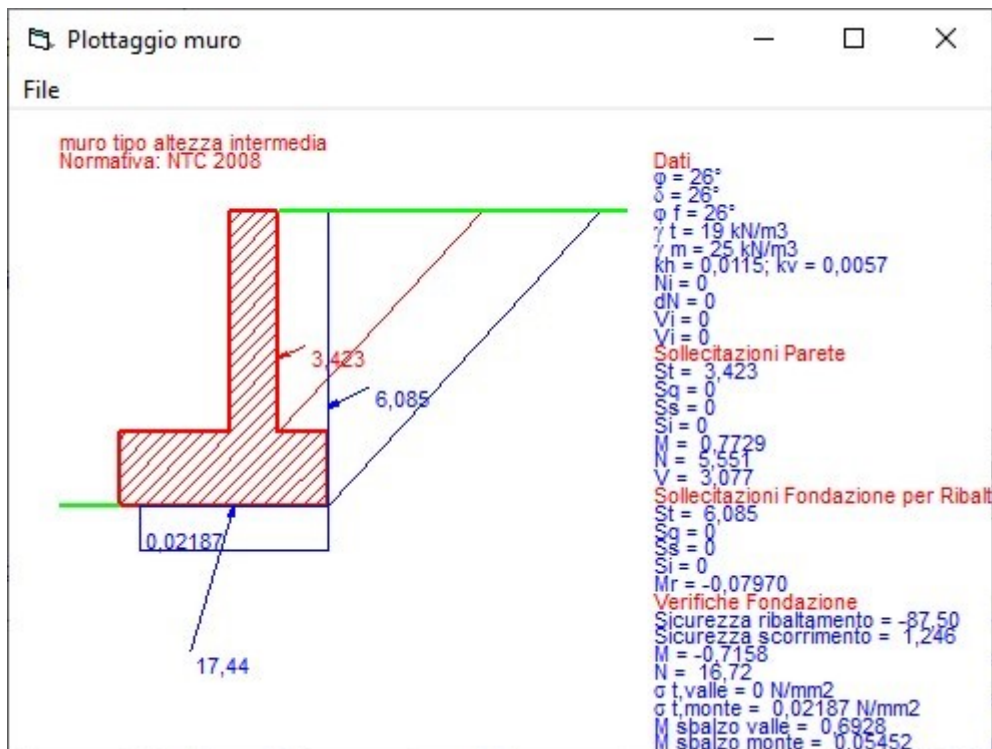 Plottaggio muro
File
muro tipo altezza intermedia
Normativa: NTC 2008
3,423
6,085
0,02187
17,44
Dati
φ = 26°
δ = 26°
φ f = 26°
γ t = 19 kN/m3
γ m = 25 kN/m3
kh = 0,0115; kv = 0,0057
Ni = 0
dN = 0
Vi = 0
Vi = 0
Sollecitazioni Parete
St = 3,423
Sq = 0
Ss = 0
Si = 0
M = 0,7729
N = 5,551
V = 3,077
Sollecitazioni Fondazione per Ribalt
St = 6,085
Sq = 0
Ss = 0
Si = 0
Mr = -0,07970
Verifiche Fondazione
Sicurezza ribaltamento = -87,50
Sicurezza scorrimento = 1,246
M = -0,7158
N = 16,72
σ t,valle = 0 N/mm2
σ t,monte = 0,02187 N/mm2
M sbalzo valle = 0,6928
M sbalzo monte = 0,05452